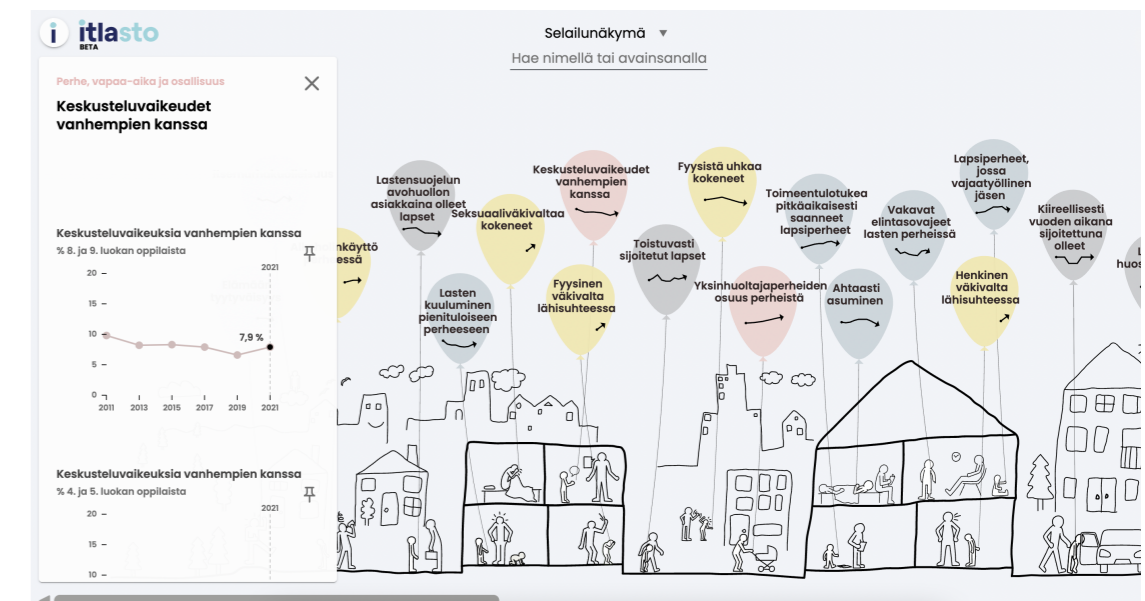 i itlasto
BETA
Selailunäkymä ▼
Hae nimellä tai avainsanalla
Perhe, vapaa-aika ja osallisuus
Keskusteluvaikeudet
vanhempien kanssa
Keskusteluvaikeuksia vanhempien kanssa
% 8. ja 9. luokan oppilaista
2021
20
15
10
5
0
7,9 %
2011 2013 2015 2017 2019 2021
Keskusteluvaikeuksia vanhempien kanssa
% 4. ja 5. luokan oppilaista
2021
20
15
10
Lastensuojelun
avohuollon
asiakkaina olleet
lapset
Seksuaaliväkivaltaa
kokeneet
Keskusteluvaikeudet
vanhempien
kanssa
Fyysistä uhkaa
kokeneet
Toimeentulotukea
pitkäaikaisesti
saanneet
lapsiperheet
Vakavat
elintasovajeet
lasten perheissä
Lapsiperheet,
jossa
vajaatyöllinen
jäsen
Kiireellisesti
vuoden aikana
sijoitettuna
olleet
Toistuvasti
sijoitetut lapset
Lasten
kuuluminen
pienituloiseen
perheeseen
Fyysinen
väkivalta
lähisuhteessa
Yksinhuoltajaperheiden
osuus perheistä
Ahtaasti
asuminen
Henkinen
väkivalta
lähisuhteessa